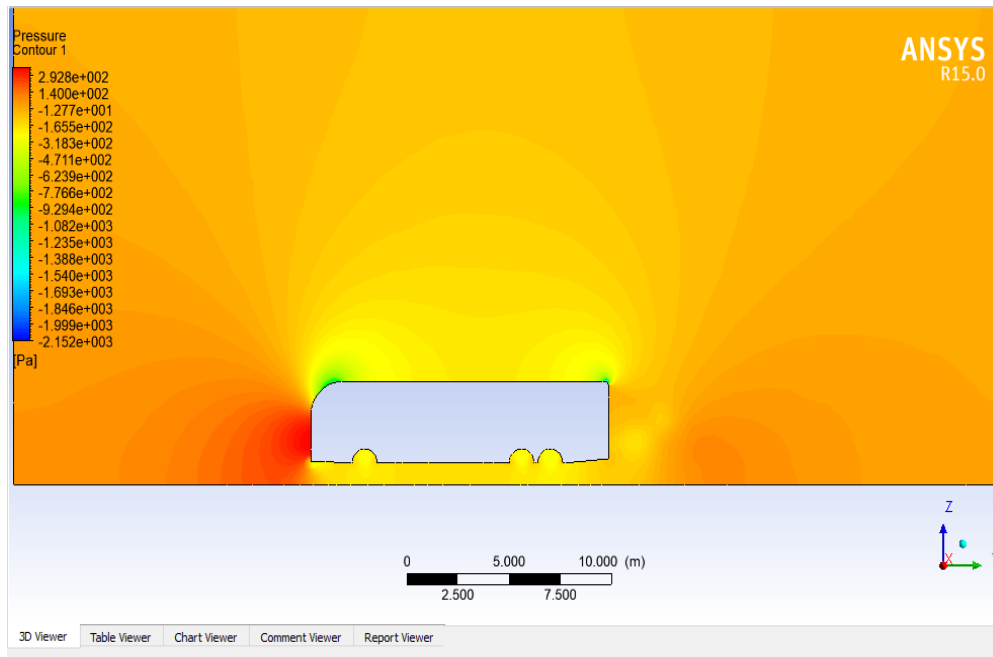 Pressure
Contour 1
ANSYS
R15.0
2.928e+002
1.400e+002
-1.277e+001
-1.655e+002
-3.183e+002
-4.711e+002
-6.239e+002
-7.766e+002
-9.294e+002
-1.082e+003
-1.235e+003
-1.388e+003
-1.540e+003
-1.693e+003
-1.846e+003
-1.999e+003
-2.152e+003
[Pa]
Z
X
0 5.000 10.000 (m)
2.500 7.500
3D Viewer Table Viewer Chart Viewer Comment Viewer Report Viewer